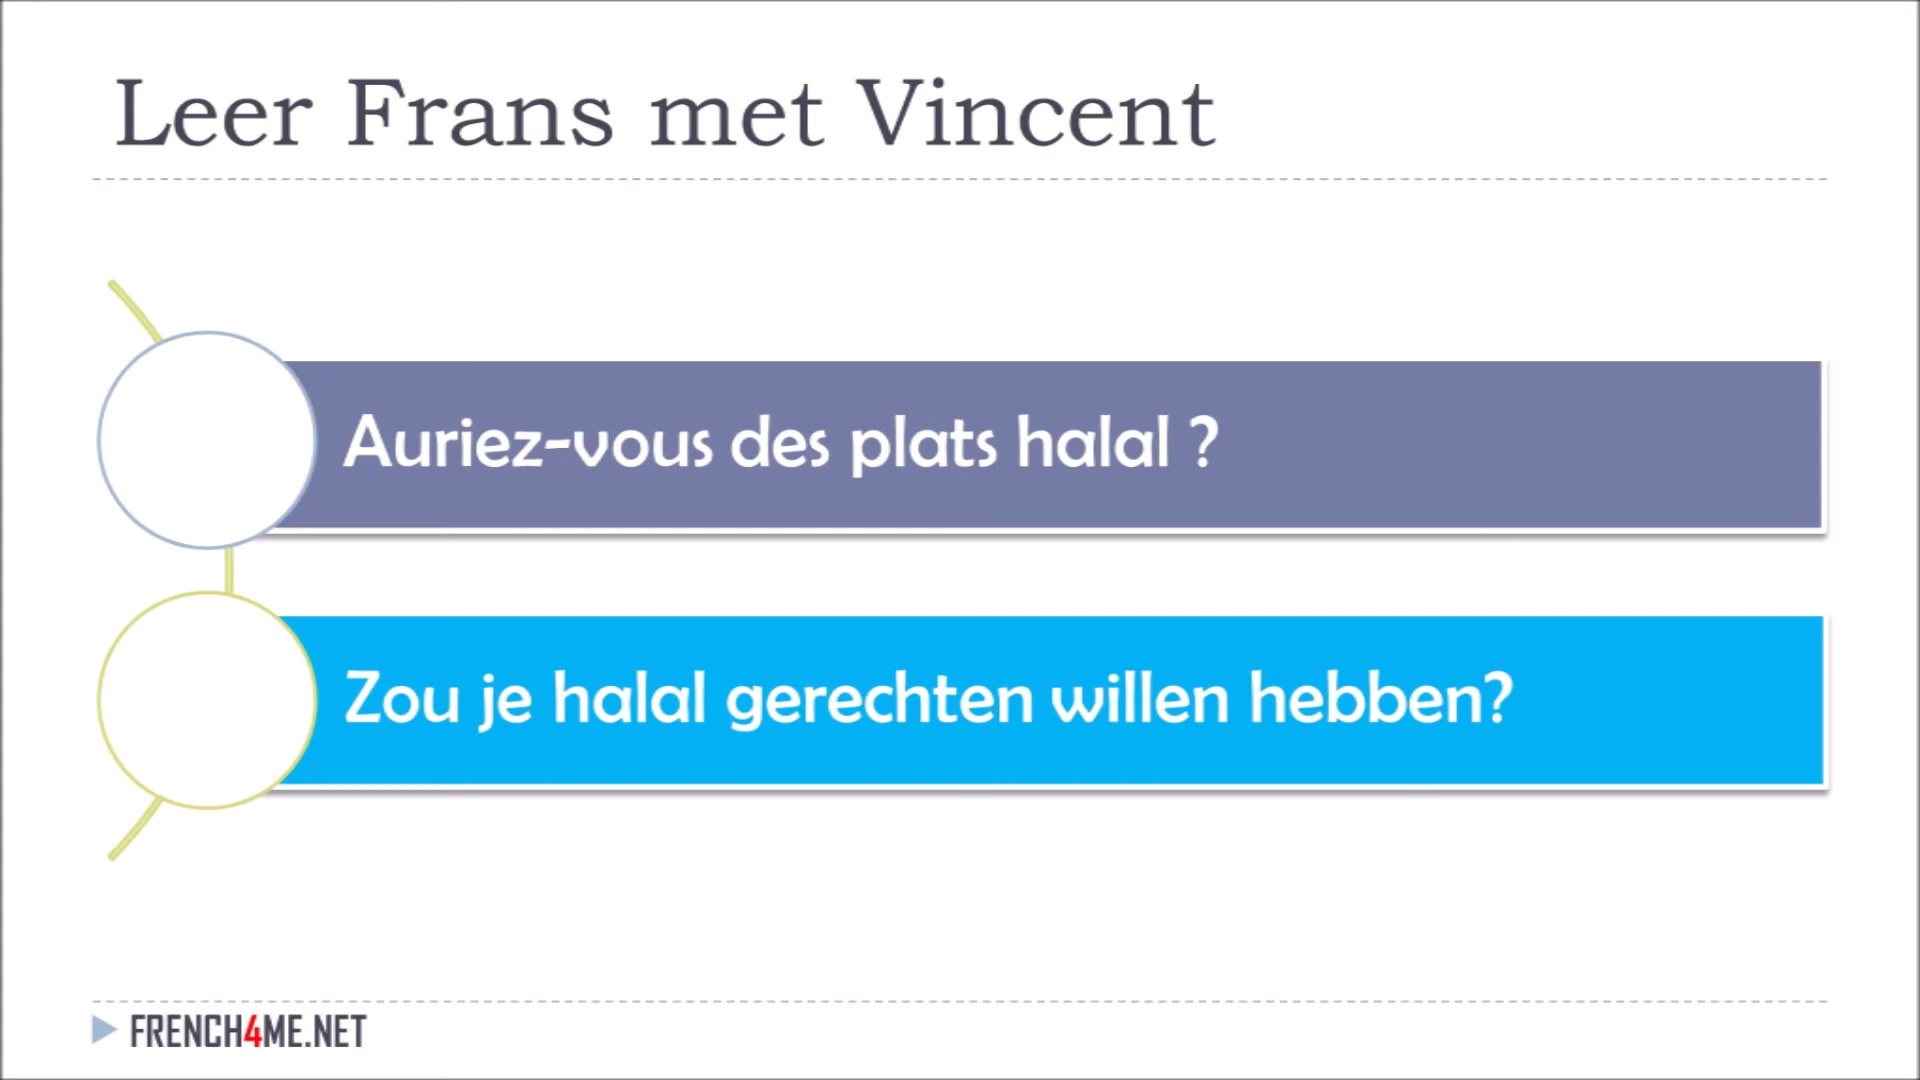 Leer Frans met Vincent
Auriez-vous des plats halal ?
Zou je halal gerechten willen hebben?
FRENCH4ME.NET